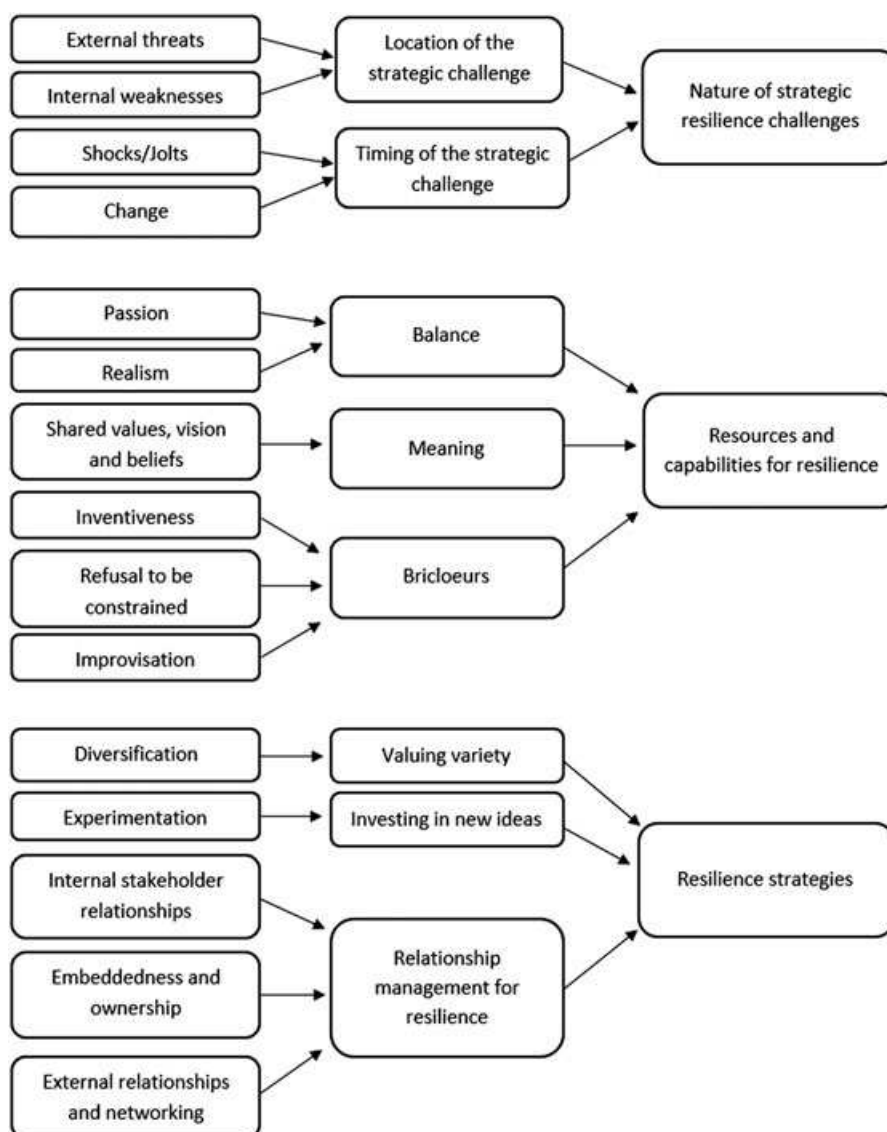 External threats
Internal weaknesses
Location of the
strategic challenge
Shocks/Jolts
Change
Timing of the strategic
challenge
Nature of strategic
resilience challenges
Passion
Realism
Balance
Shared values, vision
and beliefs
Meaning
Inventiveness
Refusal to be
constrained
Improvisation
Bricloeurs
Resources and
capabilities for resilience
Diversification
Valuing variety
Experimentation
Investing in new ideas
Internal stakeholder
relationships
Embeddedness and
ownership
External relationships
and networking
Relationship
management for
resilience
Resilience strategies